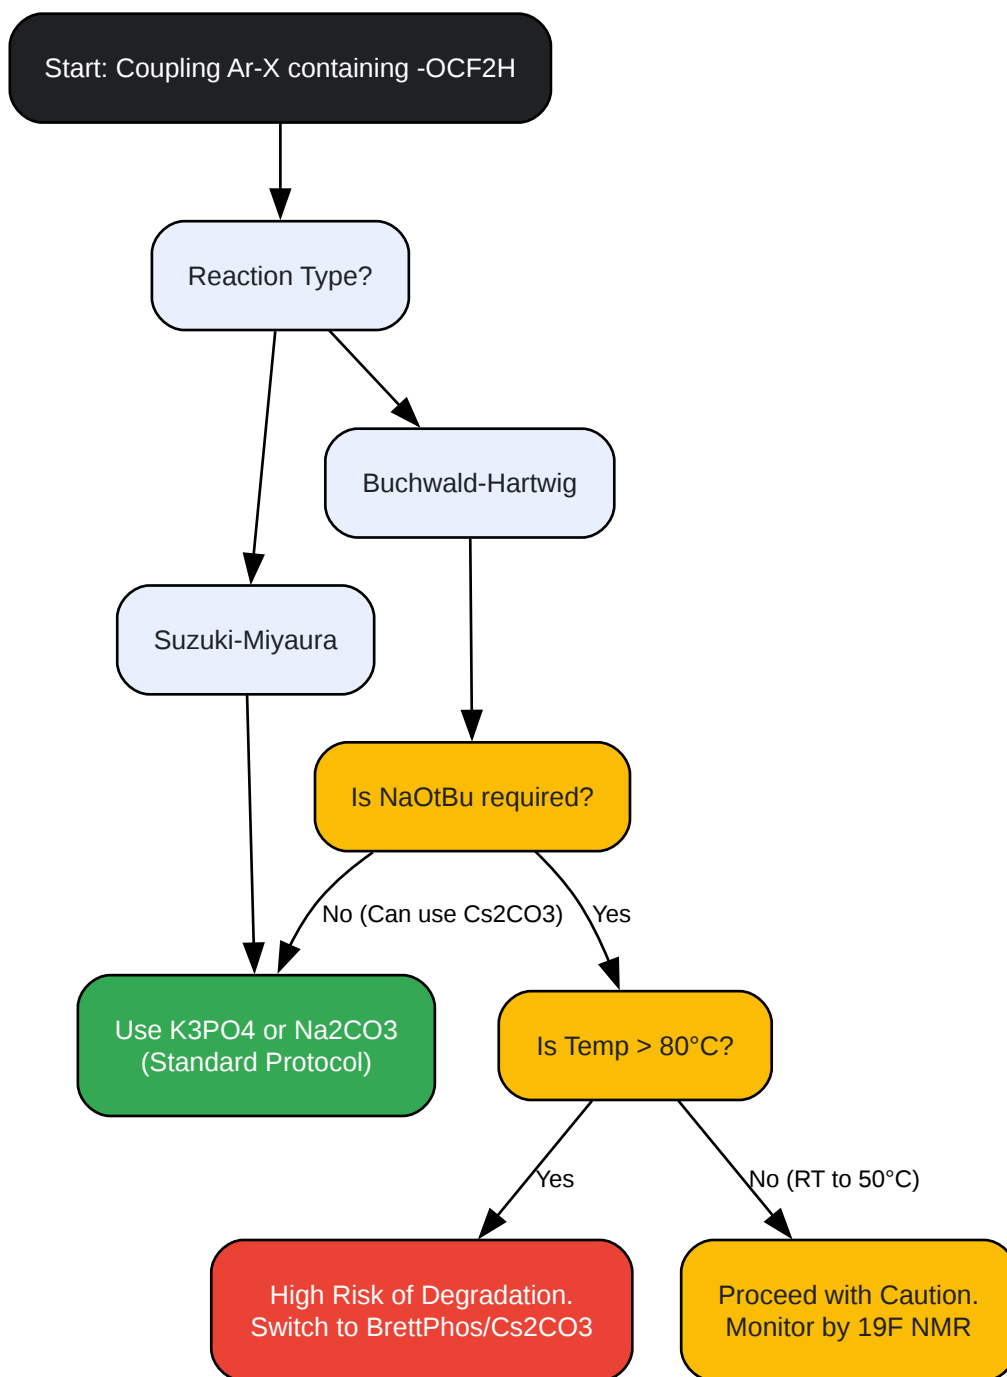 Start: Coupling Ar-X containing -OCF2H
Reaction Type?
Buchwald-Hartwig
Suzuki-Miyaura
Is NaOtBu required?
No (Can use Cs2CO3)
Yes
Use K3PO4 or Na2CO3
(Standard Protocol)
Is Temp > 80°C?
Yes
No (RT to 50°C)
High Risk of Degradation.
Switch to BrettPhos/Cs2CO3
Proceed with Caution.
Monitor by 19F NMR